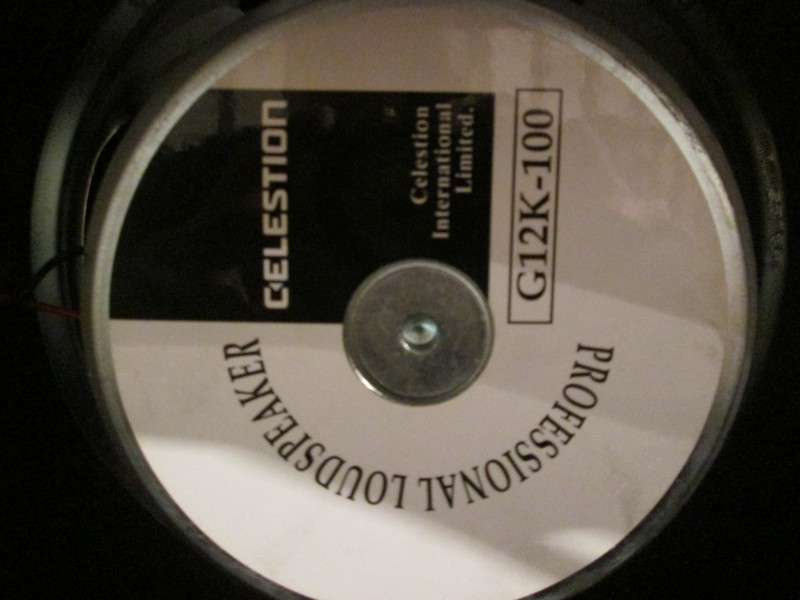 CELESTION
Celestion
International
Limited.
G12K-100
PROFESSIONAL LOUDSPEAKER